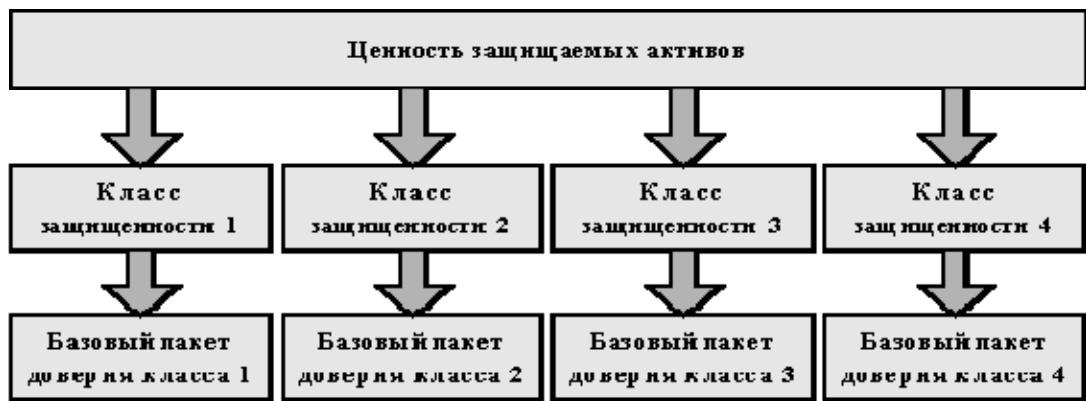 Ценность защищаемых активов
Класс защищенности 1
Класс защищенности 2
Класс защищенности 3
Класс защищенности 4
Базовый пакет доверия класса 1
Базовый пакет доверия класса 2
Базовый пакет доверия класса 3
Базовый пакет доверия класса 4